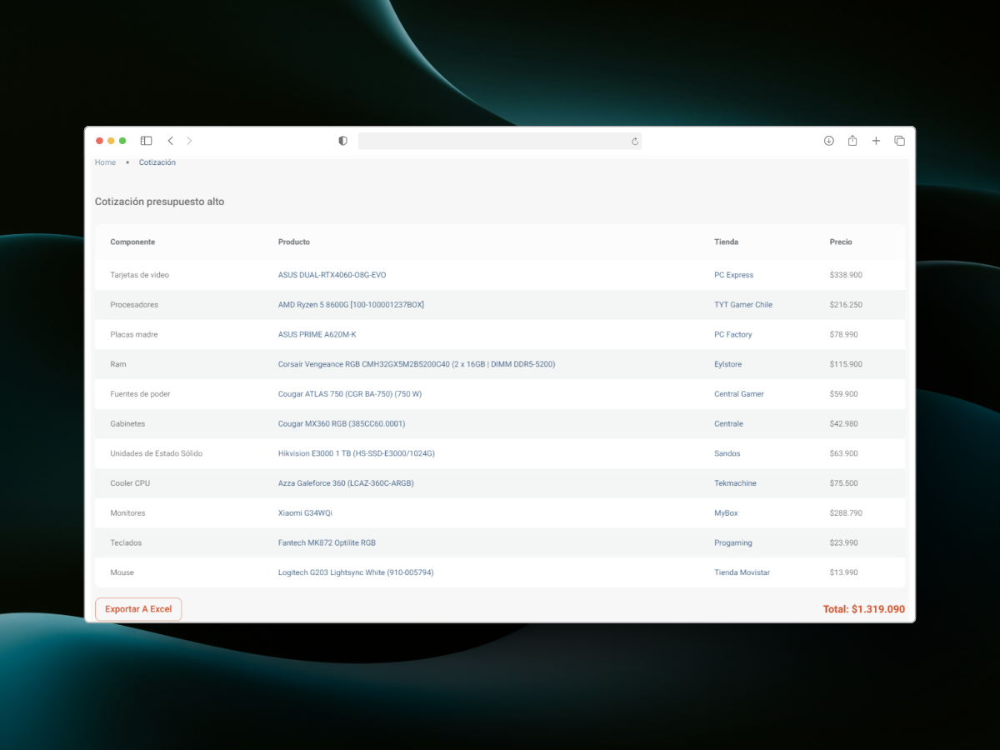 Home • Cotización
Cotización presupuesto alto
Componente Producto Tienda Precio
Tarjetas de video ASUS DUAL-RTX4060-O8G-EVO PC Express $338.900
Procesadores AMD Ryzen 5 8600G [100-100001237BOX] TYT Gamer Chile $216.250
Placas madre ASUS PRIME A620M-K PC Factory $78.990
Ram Corsair Vengeance RGB CMH32GX5M2B5200C40 (2 x 16GB | DIMM DDR5-5200) Eylstore $115.900
Fuentes de poder Cougar ATLAS 750 (CGR BA-750) (750 W) Central Gamer $59.900
Gabinetes Cougar MX360 RGB (385CC60.0001) Centrale $42.980
Unidades de Estado Sólido Hikvision E3000 1 TB (HS-SSD-E3000/1024G) Sandos $63.900
Cooler CPU Azza Galeforce 360 (LCAZ-360C-ARGB) Tekmachine $75.500
Monitores Xiaomi G34WQi MyBox $288.790
Teclados Fantech MK872 Optilite RGB Progaming $23.990
Mouse Logitech G203 Lightsync White (910-005794) Tienda Movistar $13.990
Exportar A Excel Total: $1.319.090